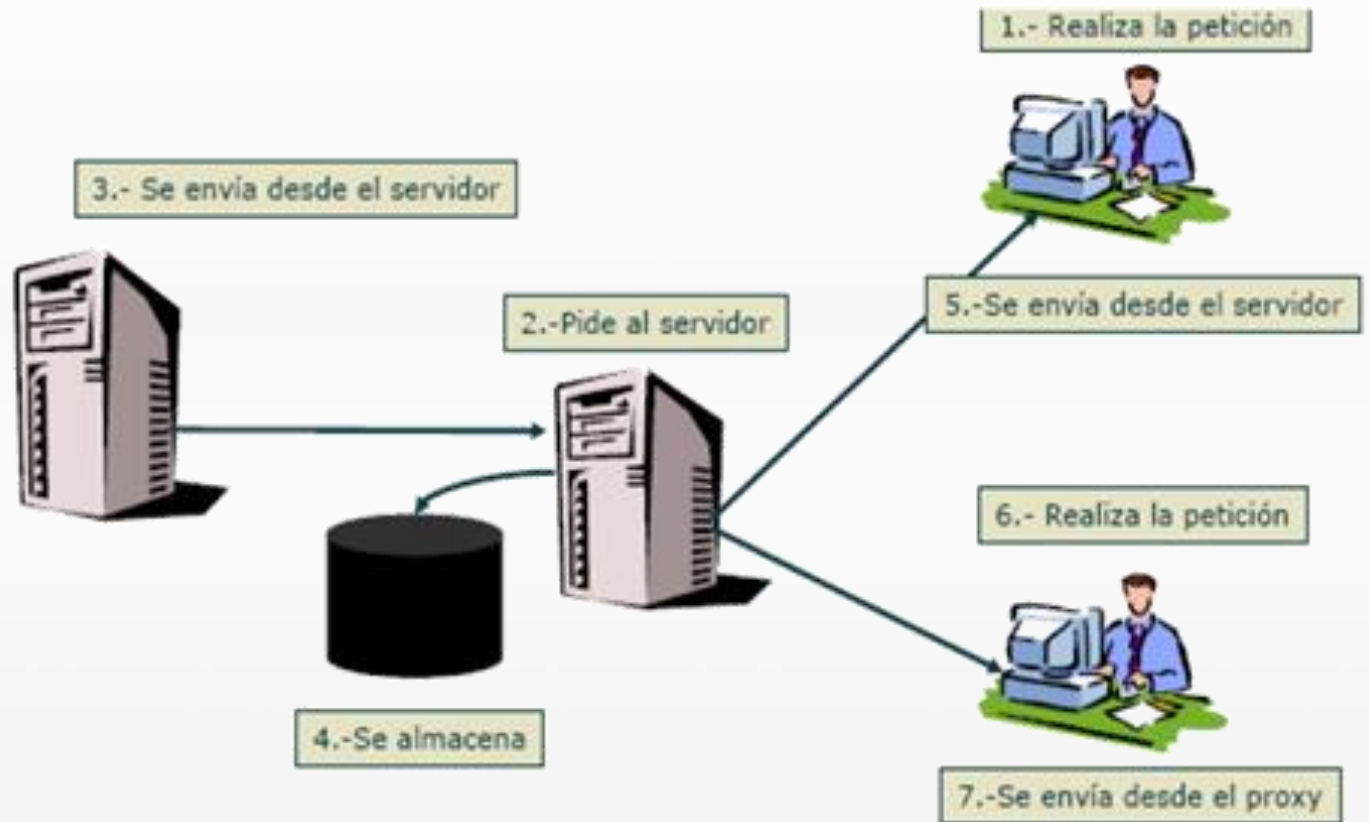 1.- Realiza la petición
3.- Se envía desde el servidor
2.-Pide al servidor
5.-Se envía desde el servidor
6.- Realiza la petición
4.-Se almacena
7.-Se envía desde el proxy